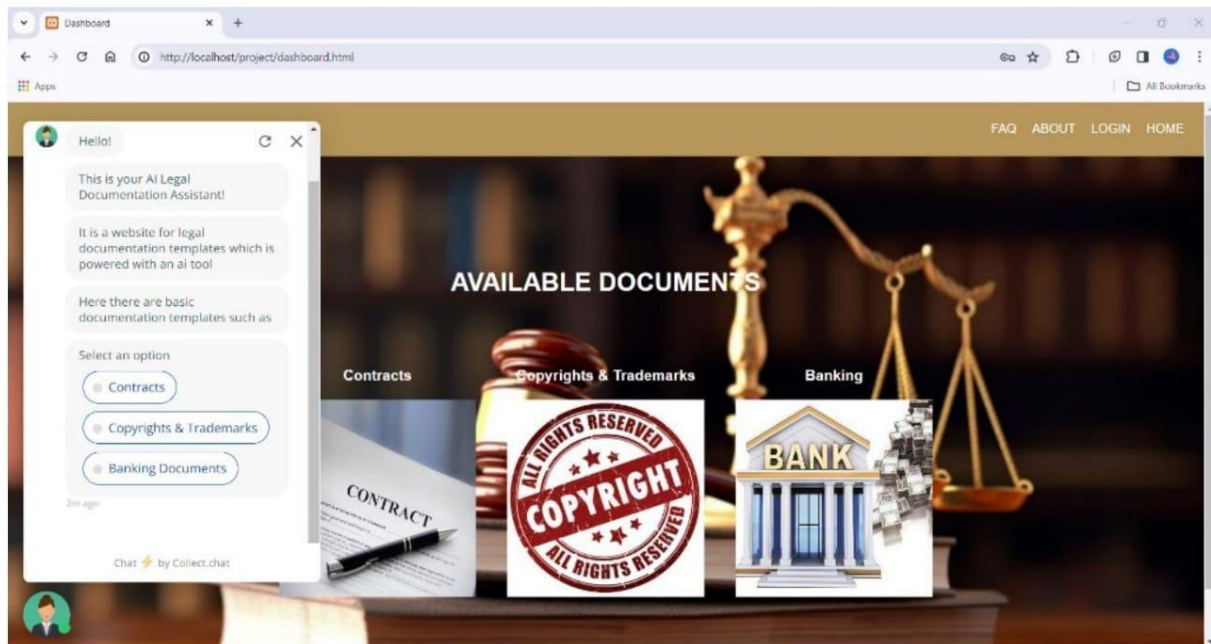 Dashboard
http://localhost/project/dashboard.html
Apps
All Bookmarks
FAQ ABOUT LOGIN HOME
Hello!
This is your AI Legal
Documentation Assistant!
It is a website for legal
documentation templates which is
powered with an ai tool
Here there are basic
documentation templates such as
Select an option
Contracts
Copyrights & Trademarks
Banking Documents
2m ago
Chat ⚡ by Collect.chat
AVAILABLE DOCUMENTS
Contracts
Copyrights & Trademarks
Banking
CONTRACT
ALL RIGHTS RESERVED
COPYRIGHT
ALL RIGHTS RESERVED
BANK